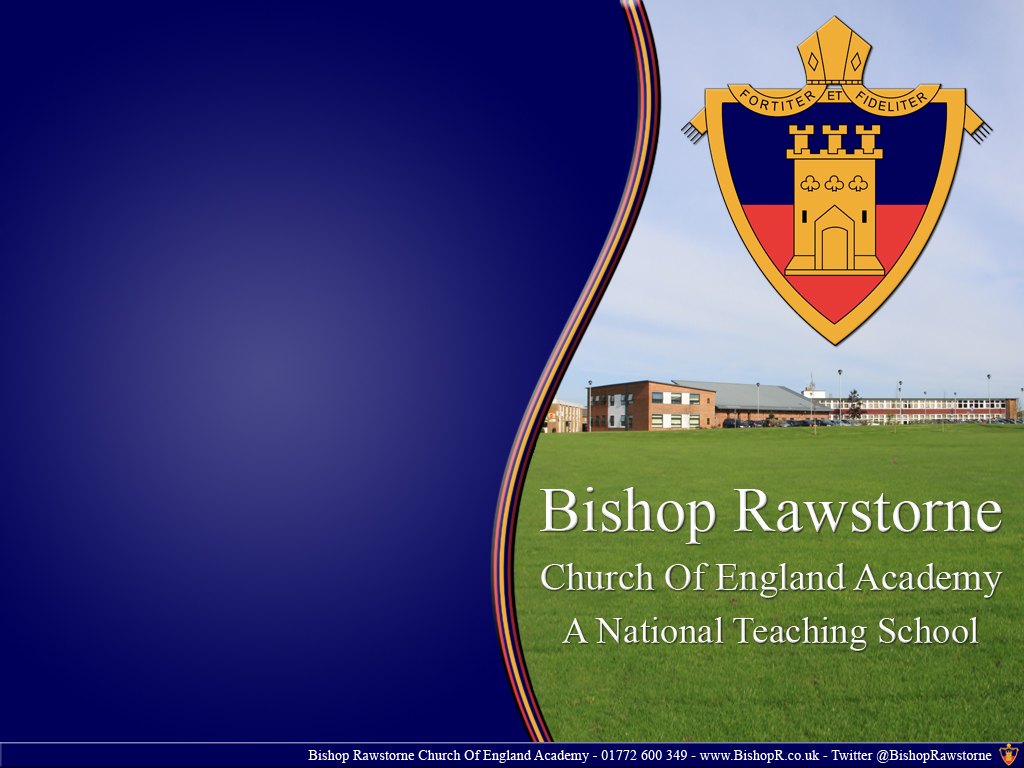 FORTITER ET FIDELITER
Bishop Rawstorne
Church Of England Academy
A National Teaching School
Bishop Rawstorne Church Of England Academy - 01772 600 349 - www.BishopR.co.uk - Twitter @BishopRawstorne